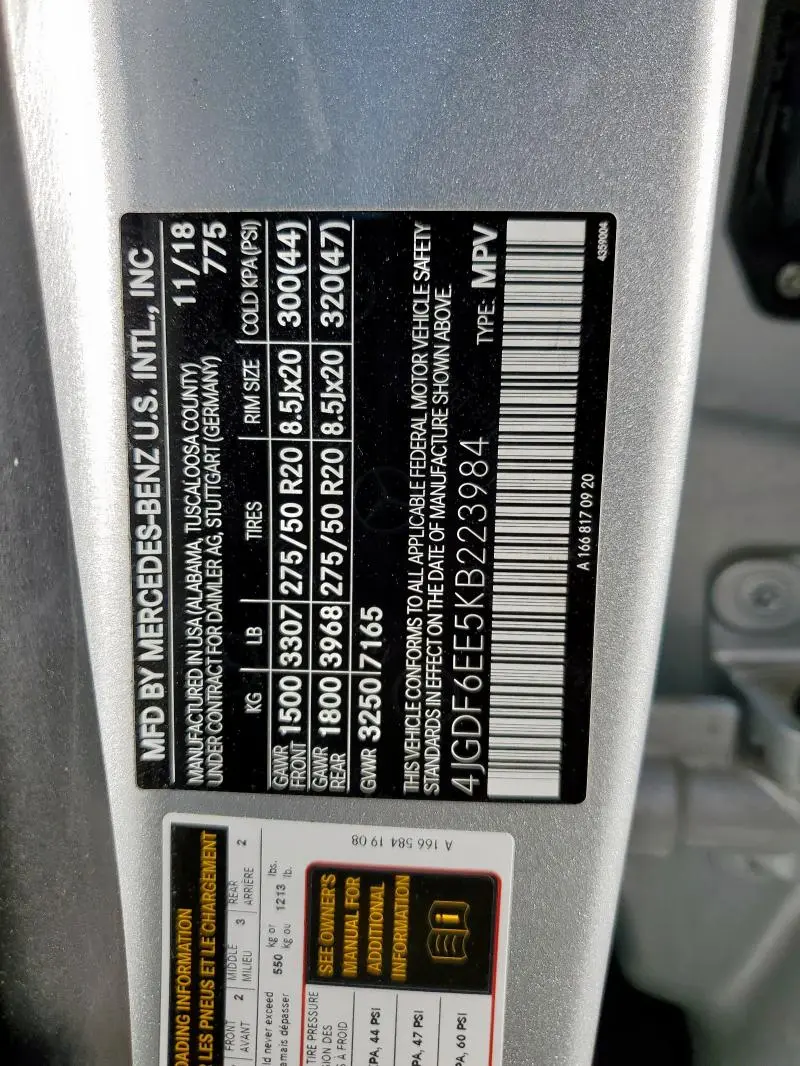 MFD BY MERCEDES-BENZ U.S. INTL., INC
MANUFACTURED IN USA (ALABAMA, TUSCALOOSA COUNTY) 11/18
UNDER CONTRACT FOR DAIMLER AG, STUTTGART (GERMANY) 775
KG LB TIRES RIM SIZE COLD KPA(PSI)
GAWR FRONT 1500 3307 275/50 R20 8.5Jx20 300(44)
GAWR REAR 1800 3968 275/50 R20 8.5Jx20 320(47)
GVWR 3250 7165
THIS VEHICLE CONFORMS TO ALL APPLICABLE FEDERAL MOTOR VEHICLE SAFETY
STANDARDS IN EFFECT ON THE DATE OF MANUFACTURE SHOWN ABOVE.
4JGDF6EE5KB223984 TYPE: MPV
A 166 817 09 20
4359004
A 166 584 19 08
OADING INFORMATION
LES PNEUS ET LE CHARGEMENT
FRONT 2 MIDDLE 3 REAR 2
AVANT MILIEU ARRIÈRE
ld never exceed 550 kg or 1213 lbs.
amais dépasser kg ou lb.
TIRE PRESSURE
SION DES
S À FROID
SEE OWNER'S
MANUAL FOR
ADDITIONAL
INFORMATION
i
PA, 44 PSI
PA, 47 PSI
PA, 60 PSI